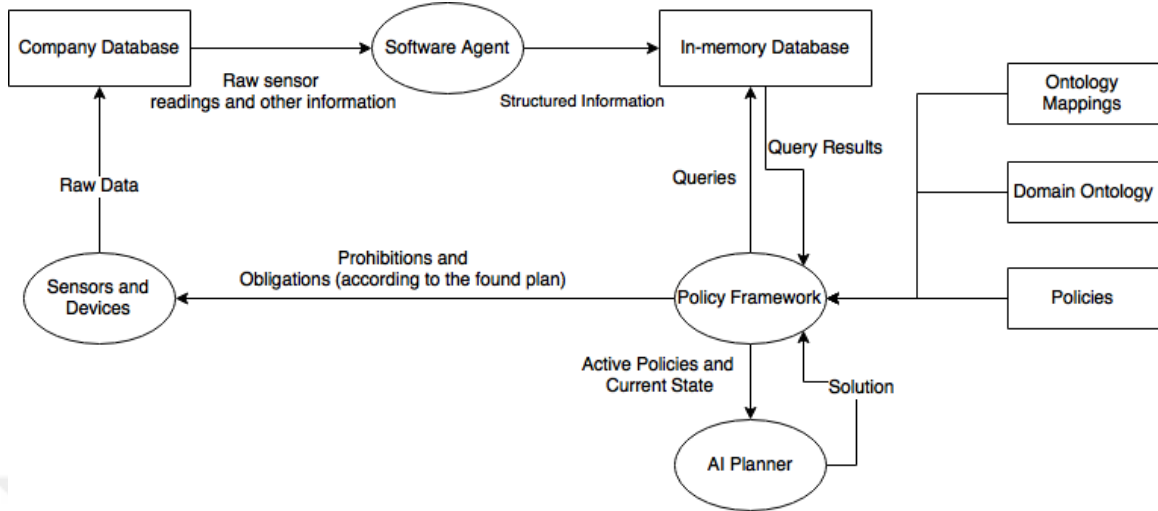 Company Database
Software Agent
In-memory Database
Raw sensor
readings and other information
Structured Information
Ontology
Mappings
Query Results
Queries
Raw Data
Domain Ontology
Prohibitions and
Obligations (according to the found plan)
Sensors and
Devices
Policy Framework
Policies
Active Policies and
Current State
Solution
AI Planner